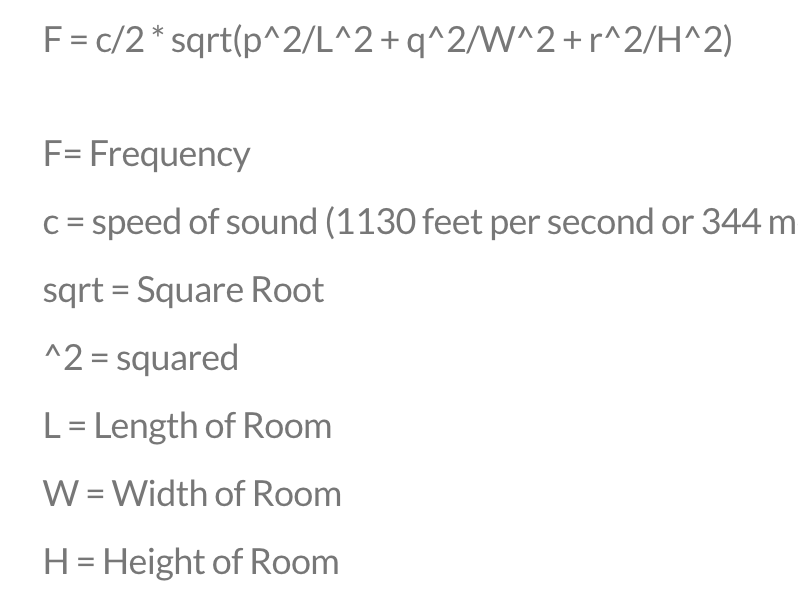 F = c/2 * sqrt(p^2/L^2 + q^2/W^2 + r^2/H^2)
F= Frequency
c = speed of sound (1130 feet per second or 344 m
sqrt = Square Root
^2 = squared
L = Length of Room
W = Width of Room
H = Height of Room